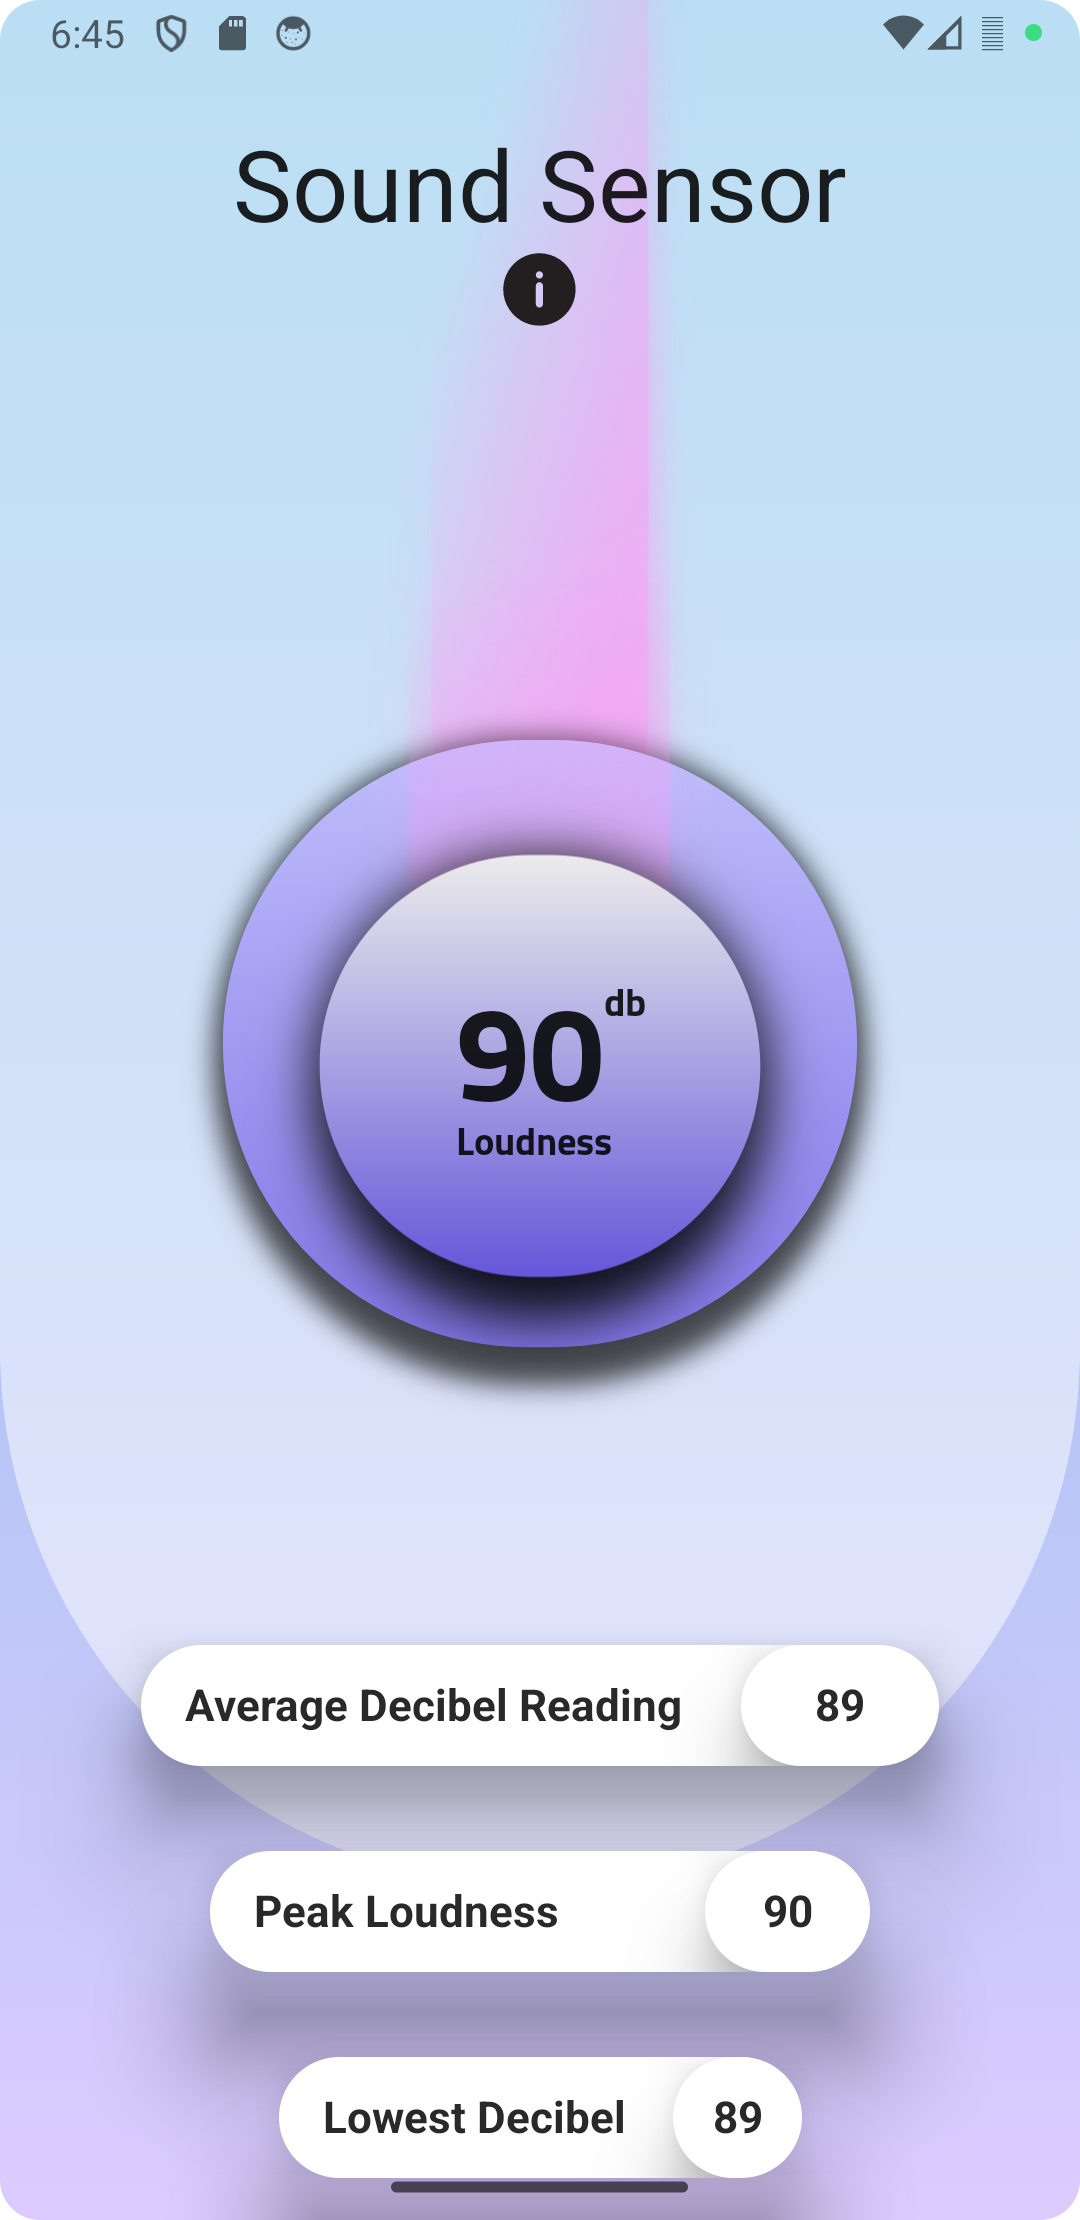 6:45
Sound Sensor
90 db
Loudness
Average Decibel Reading 89
Peak Loudness 90
Lowest Decibel 89